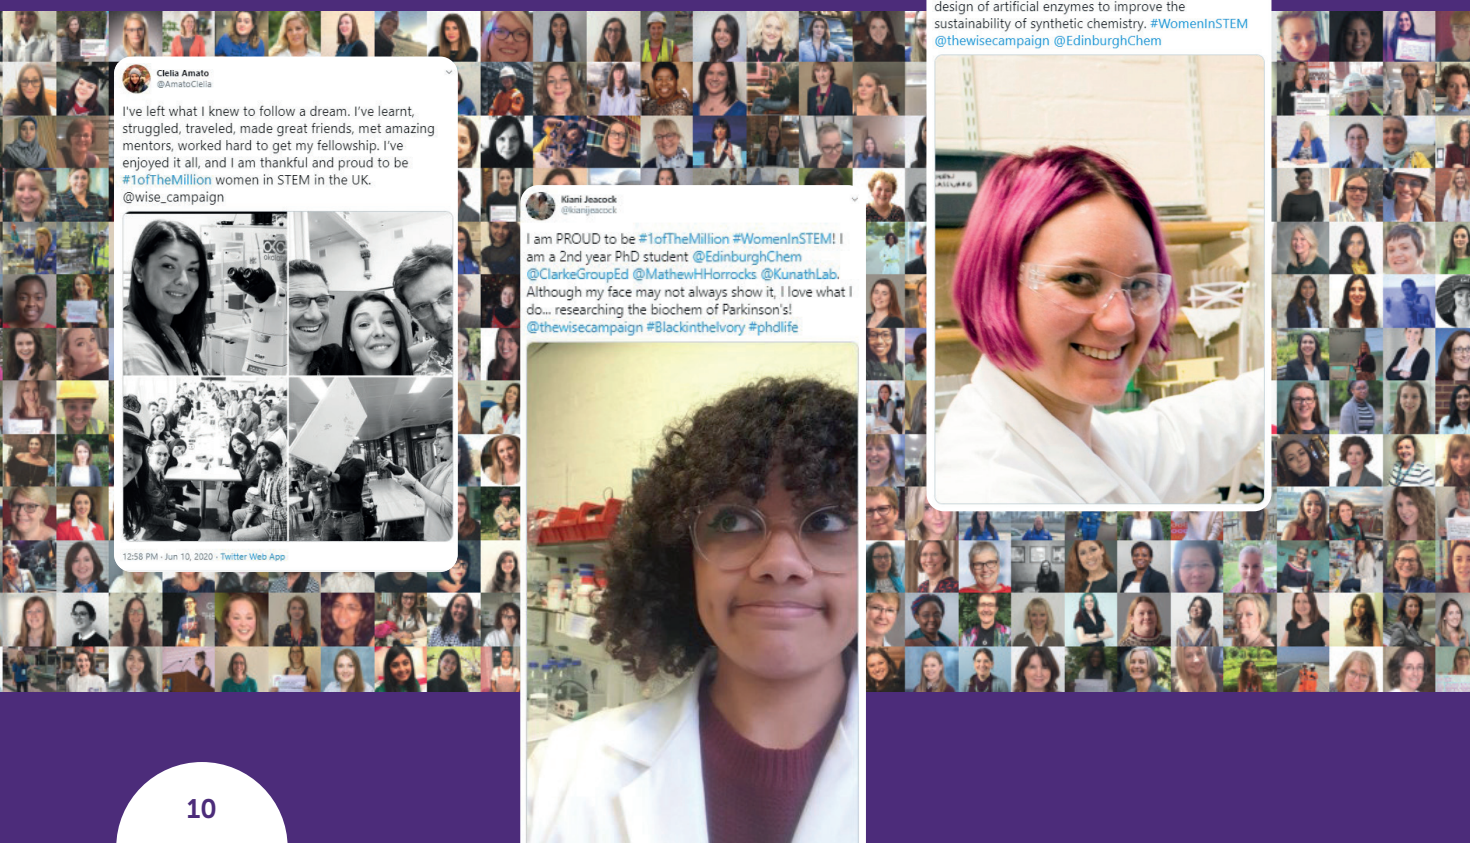 Clelia Amato
@AmatoClelia
I've left what I knew to follow a dream. I've learnt,
struggled, traveled, made great friends, met amazing
mentors, worked hard to get my fellowship. I've
enjoyed it all, and I am thankful and proud to be
#1ofTheMillion women in STEM in the UK.
@wise_campaign
12:58 PM · Jun 10, 2020 · Twitter Web App
Kiani Jeacock
@kianijeacock
I am PROUD to be #1ofTheMillion #WomenInSTEM! I
am a 2nd year PhD student @EdinburghChem
@ClarkeGroupEd @MathewHHorrocks @KunathLab.
Although my face may not always show it, I love what I
do... researching the biochem of Parkinson's!
@thewisecampaign #BlackintheIvory #phdlife
design of artificial enzymes to improve the
sustainability of synthetic chemistry. #WomenInSTEM
@thewisecampaign @EdinburghChem
10